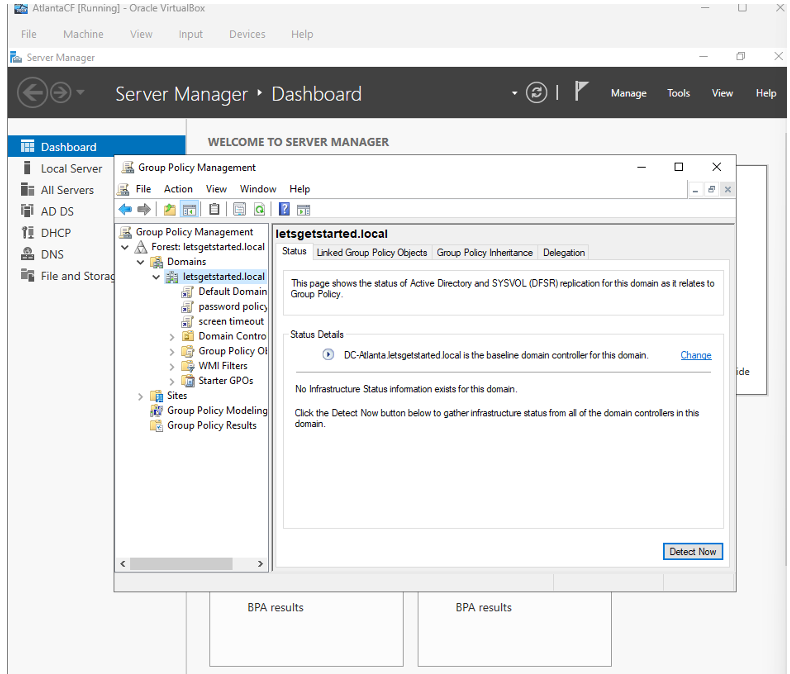 AtlantaCF [Running] - Oracle VirtualBox
File Machine View Input Devices Help
Server Manager
Server Manager Dashboard
Manage Tools View Help
Dashboard
Local Server
All Servers
AD DS
DHCP
DNS
File and Storag
WELCOME TO SERVER MANAGER
Group Policy Management
File Action View Window Help
Group Policy Management
Forest: letsgetstarted.local
Domains
letsgetstarted.local
Default Domain
password policy
screen timeout
Domain Contro
Group Policy Ob
WMI Filters
Starter GPOs
Sites
Group Policy Modeling
Group Policy Results
letsgetstarted.local
Status Linked Group Policy Objects Group Policy Inheritance Delegation
This page shows the status of Active Directory and SYSVOL (DFSR) replication for this domain as it relates to
Group Policy.
Status Details
DC-Atlanta.letsgetstarted.local is the baseline domain controller for this domain. Change
No Infrastructure Status information exists for this domain.
Click the Detect Now button below to gather infrastructure status from all of the domain controllers in this
domain.
Detect Now
ide
BPA results
BPA results